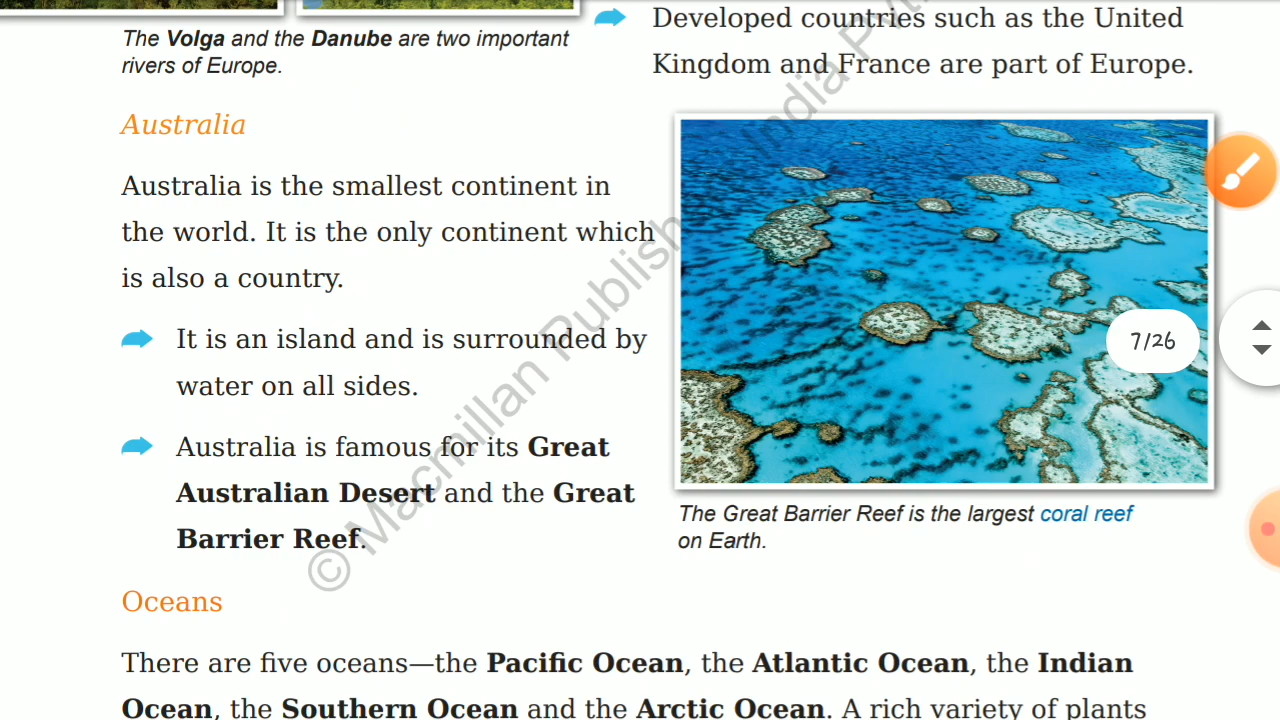 The Volga and the Danube are two important
rivers of Europe.
Developed countries such as the United
Kingdom and France are part of Europe.
Australia
Australia is the smallest continent in
the world. It is the only continent which
is also a country.
It is an island and is surrounded by
water on all sides.
Australia is famous for its Great
Australian Desert and the Great
Barrier Reef.
The Great Barrier Reef is the largest coral reef
on Earth.
7/26
Oceans
There are five oceans—the Pacific Ocean, the Atlantic Ocean, the Indian
Ocean, the Southern Ocean and the Arctic Ocean. A rich variety of plants
© Macmillan Publish India Pvt